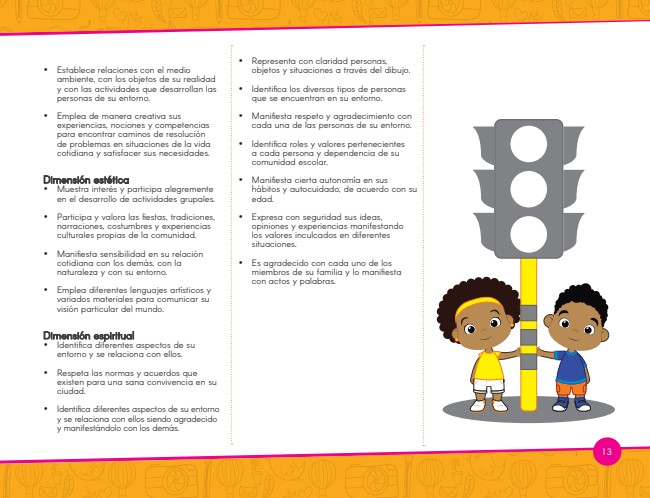 • Establece relaciones con el medio
ambiente, con los objetos de su realidad
y con las actividades que desarrollan las
personas de su entorno.
• Emplea de manera creativa sus
experiencias, nociones y competencias
para encontrar caminos de resolución
de problemas en situaciones de la vida
cotidiana y satisfacer sus necesidades.
Dimensión estética
• Muestra interés y participa alegremente
en el desarrollo de actividades grupales.
• Participa y valora las fiestas, tradiciones,
narraciones, costumbres y experiencias
culturales propias de la comunidad.
• Manifiesta sensibilidad en su relación
cotidiana con los demás, con la
naturaleza y con su entorno.
• Emplea diferentes lenguajes artísticos y
variados materiales para comunicar su
visión particular del mundo.
Dimensión espiritual
• Identifica diferentes aspectos de su
entorno y se relaciona con ellos.
• Respeta las normas y acuerdos que
existen para una sana convivencia en su
ciudad.
• Identifica diferentes aspectos de su entorno
y se relaciona con ellos siendo agradecido
y manifestándolo con los demás.
• Representa con claridad personas,
objetos y situaciones a través del dibujo.
• Identifica los diversos tipos de personas
que se encuentran en su entorno.
• Manifiesta respeto y agradecimiento con
cada una de las personas de su entorno.
• Identifica roles y valores pertenecientes
a cada persona y dependencia de su
comunidad escolar.
• Manifiesta cierta autonomía en sus
hábitos y autocuidado, de acuerdo con su
edad.
• Expresa con seguridad sus ideas,
opiniones y experiencias manifestando
los valores inculcados en diferentes
situaciones.
• Es agradecido con cada uno de los
miembros de su familia y lo manifiesta
con actos y palabras.
13